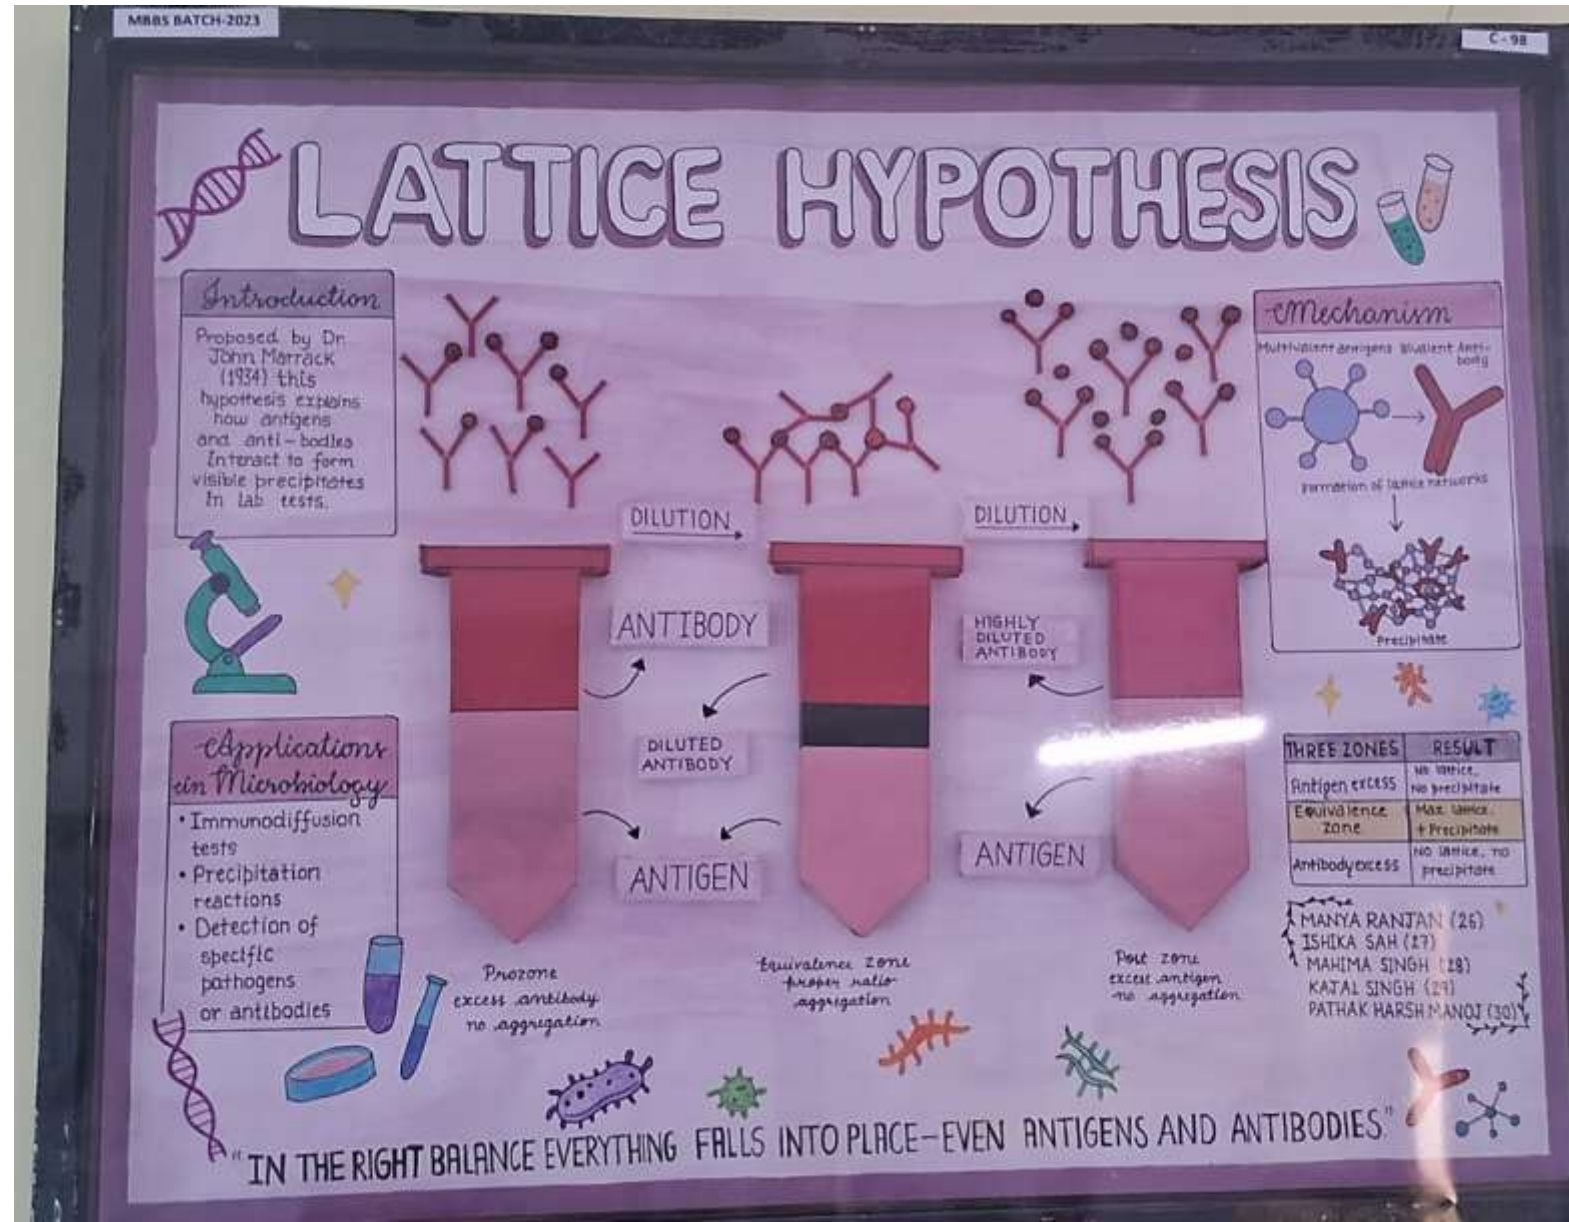 MBBS BATCH-2023
C-98
LATTICE HYPOTHESIS
Introduction
Proposed by Dr.
John Marrack
(1934) this
hypothesis explains
how antigens
and anti-bodies
Interact to form
visible precipitates
In lab tests.
Mechanism
Multivalent antigens Bivalent Anti-
body
Formation of lattice networks
Precipitate
DILUTION
DILUTION
ANTIBODY
HIGHLY
DILUTED
ANTIBODY
DILUTED
ANTIBODY
ANTIGEN
ANTIGEN
Applications
in Microbiology
• Immunodiffusion
tests
• Precipitation
reactions
• Detection of
specific
pathogens
or antibodies
THREE ZONES RESULT
Antigen excess No lattice,
No precipitate
Equivalence Max. lattice.
zone + Precipitate
Antibody excess No lattice, no
precipitate
Prozone
excess antibody
no aggregation
Equivalence zone
proper ratio
aggregation
Post zone
excess antigen
no aggregation
MANYA RANJAN (26)
ISHIKA SAH (27)
MAHIMA SINGH (28)
KAJAL SINGH (29)
PATHAK HARSH MANOJ (30)
"IN THE RIGHT BALANCE EVERYTHING FALLS INTO PLACE-EVEN ANTIGENS AND ANTIBODIES."